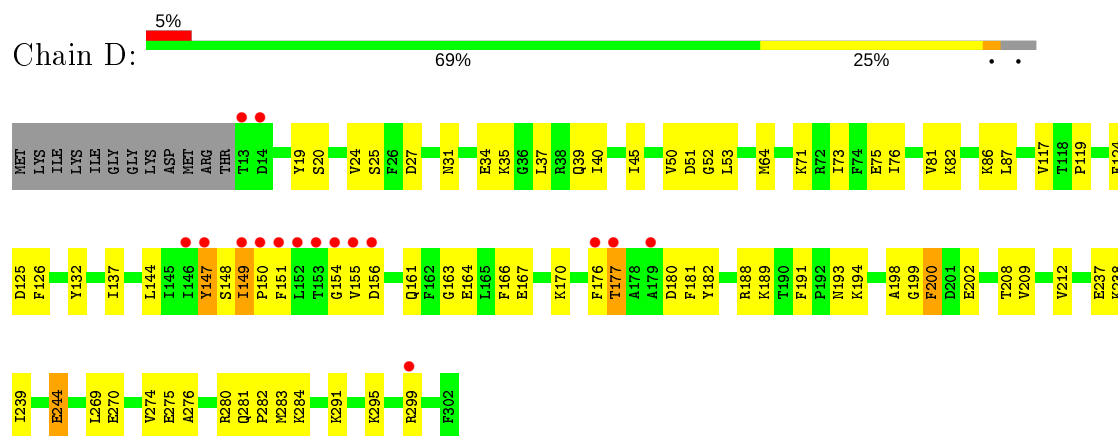 5%
Chain D:
69% 25% • •
MET LYS ILE LYS ILE GLY GLY LYS ASP MET ARG THR T13 D14 Y19 S20 V24 S25 F26 D27 N31 E34 K35 G36 L37 R38 Q39 I40 I45 V50 D51 G52 L53 M64 K71 R72 I73 F74 E75 I76 V81 K82 K86 L87 V117 T118 P119
D125 F126 Y132 I137 L144 I145 I146 Y147 S148 I149 P150 F151 L152 T153 G154 V155 D156 Q161 F162 G163 E164 L165 F166 E167 K170 F176 T177 A178 A179 D180 F181 Y182 R188 K189 T190 F191 P192 N193 K194 A198 G199 F200 D201 E202 T208 V209 V212 E237 K238
I239 E244 L269 E270 V274 E275 A276 R280 Q281 P282 M283 K284 K291 K295 R299 F302